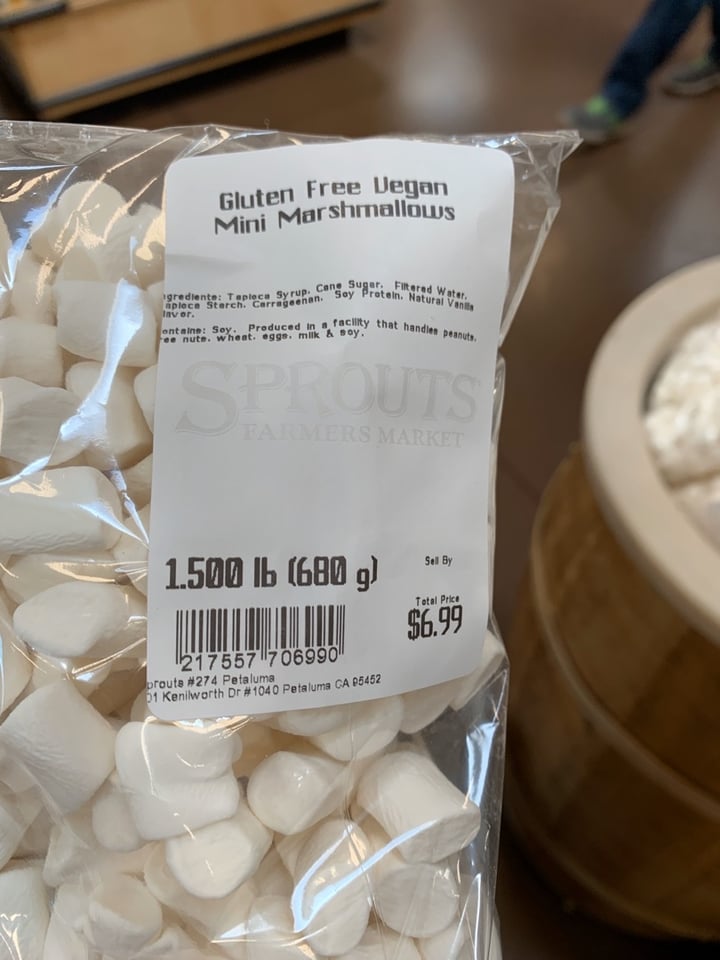 Gluten Free Vegan
Mini Marshmallows
ngrediente: Tapioca Syrup, Cane Sugar, Filtered Water,
apioca Starch, Carrageenan, Soy Protein, Natural Vanilla
lavor.
ontains: Soy. Produced in a facility that handles peanuts,
ee nuts, wheat, eggs, milk & soy.
SPROUTS
FARMERS MARKET
1.500 lb (680 g)
Sell By
Total Price
$6.99
217557 706990
prouts #274 Petaluma
01 Kenilworth Dr #1040 Petaluma CA 95452